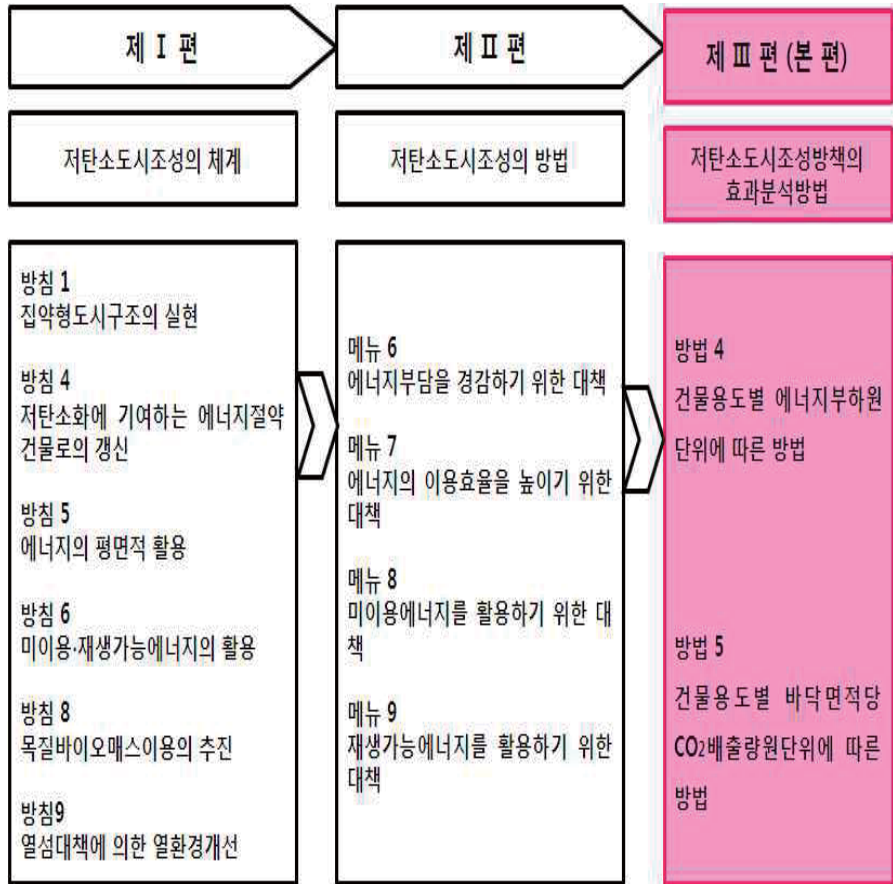 제 Ⅰ 편
제 Ⅱ 편
제 Ⅲ 편 (본 편)
저탄소도시조성의 체계
저탄소도시조성의 방법
저탄소도시조성방책의
효과분석방법
방침 1
집약형도시구조의 실현
방침 4
저탄소화에 기여하는 에너지절약
건물로의 갱신
방침 5
에너지의 평면적 활용
방침 6
미이용·재생가능에너지의 활용
방침 8
목질바이오매스이용의 추진
방침9
열섬대책에 의한 열환경개선
메뉴 6
에너지부담을 경감하기 위한 대책
메뉴 7
에너지의 이용효율을 높이기 위한
대책
메뉴 8
미이용에너지를 활용하기 위한 대
책
메뉴 9
재생가능에너지를 활용하기 위한
대책
방법 4
건물용도별 에너지부하원
단위에 따른 방법
방법 5
건물용도별 바닥면적당
CO₂배출량원단위에 따른
방법